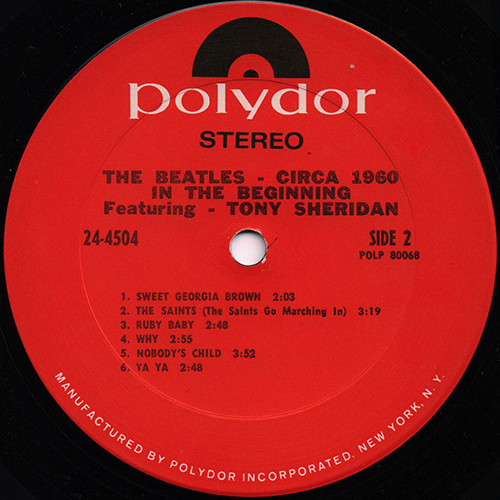 polydor
STEREO
THE BEATLES - CIRCA 1960
IN THE BEGINNING
Featuring - TONY SHERIDAN
24-4504
SIDE 2
POLP 80068
1. SWEET GEORGIA BROWN 2:03
2. THE SAINTS (The Saints Go Marching In) 3:19
3. RUBY BABY 2:48
4. WHY 2:55
5. NOBODY'S CHILD 3:52
6. YA YA 2:48
MANUFACTURED BY POLYDOR INCORPORATED, NEW YORK, N.Y.